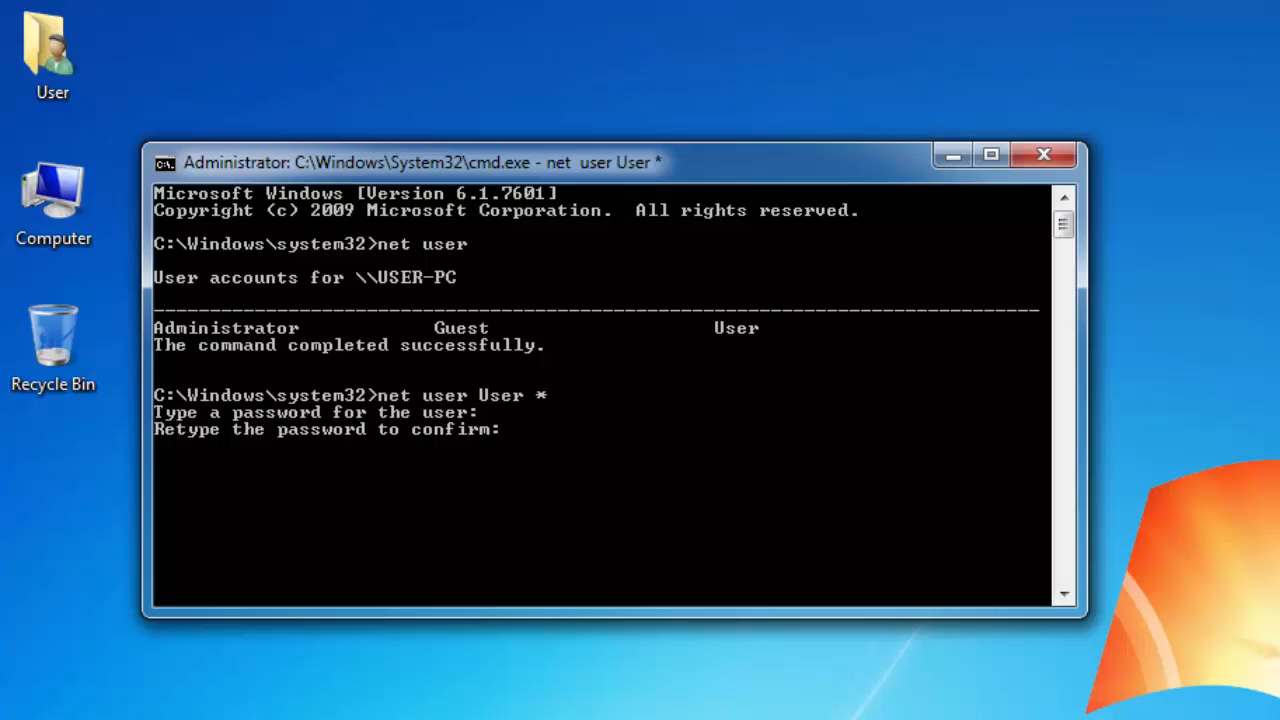 User
Computer
Recycle Bin
Administrator: C:\Windows\System32\cmd.exe - net  user User *
Microsoft Windows [Version 6.1.7601]
Copyright (c) 2009 Microsoft Corporation.  All rights reserved.
C:\Windows\system32>net user
User accounts for \\USER-PC
-------------------------------------------------------------------------------
Administrator            Guest                    User
The command completed successfully.
C:\Windows\system32>net user User *
Type a password for the user:
Retype the password to confirm: